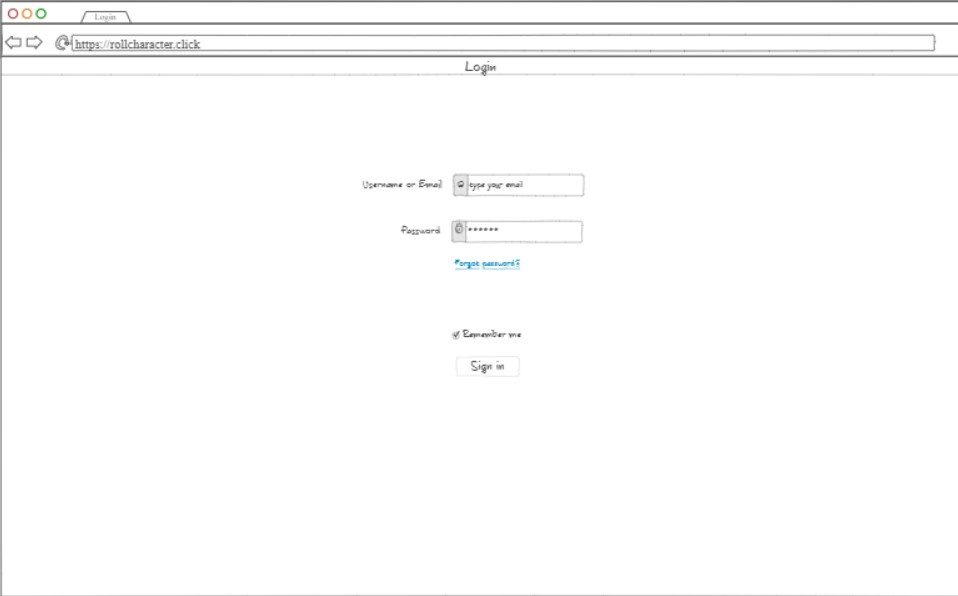 Login
https://rollcharacter.click
Login
Username or Email
type your email
Password
******
Forgot password?
Remember me
Sign in